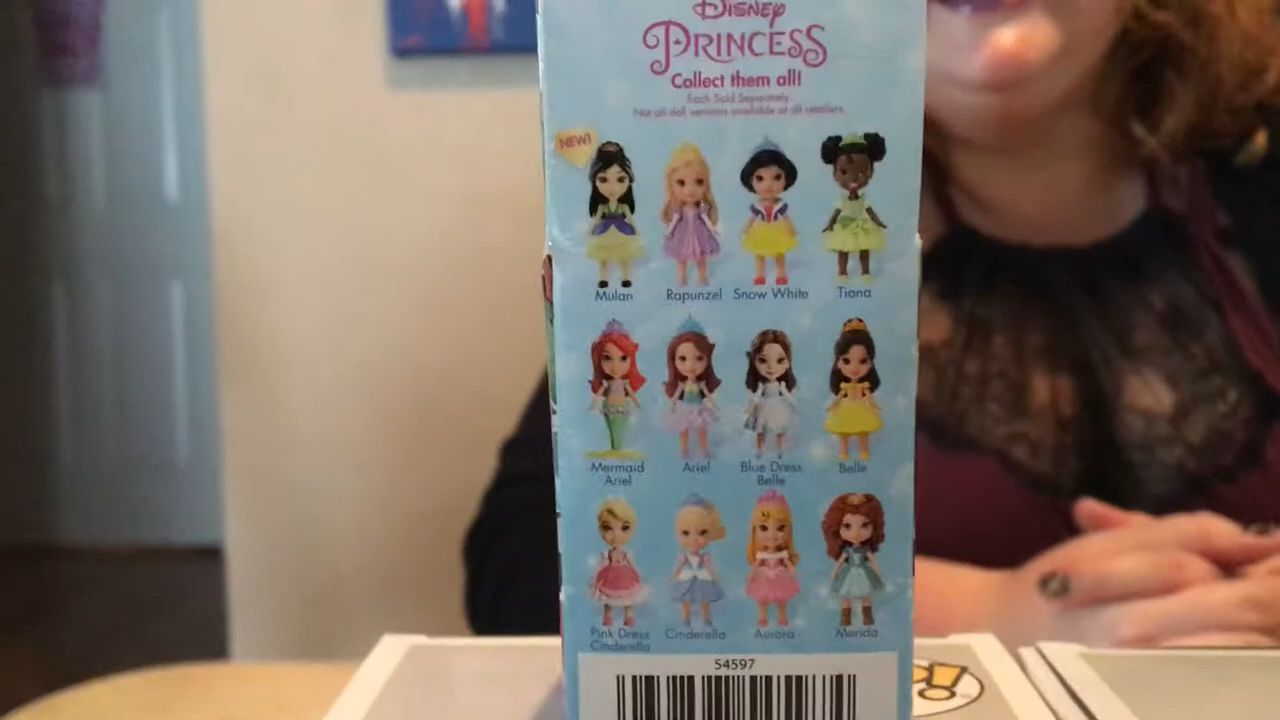 Disney
PRINCESS
Collect them all!
Each Sold Separately.
Not all doll versions available at all retailers.
NEW!
Mulan Rapunzel Snow White Tiana
Mermaid Ariel Blue Dress Belle
Ariel Belle
Pink Dress Cinderella Aurora Merida
Cinderella
54597
!